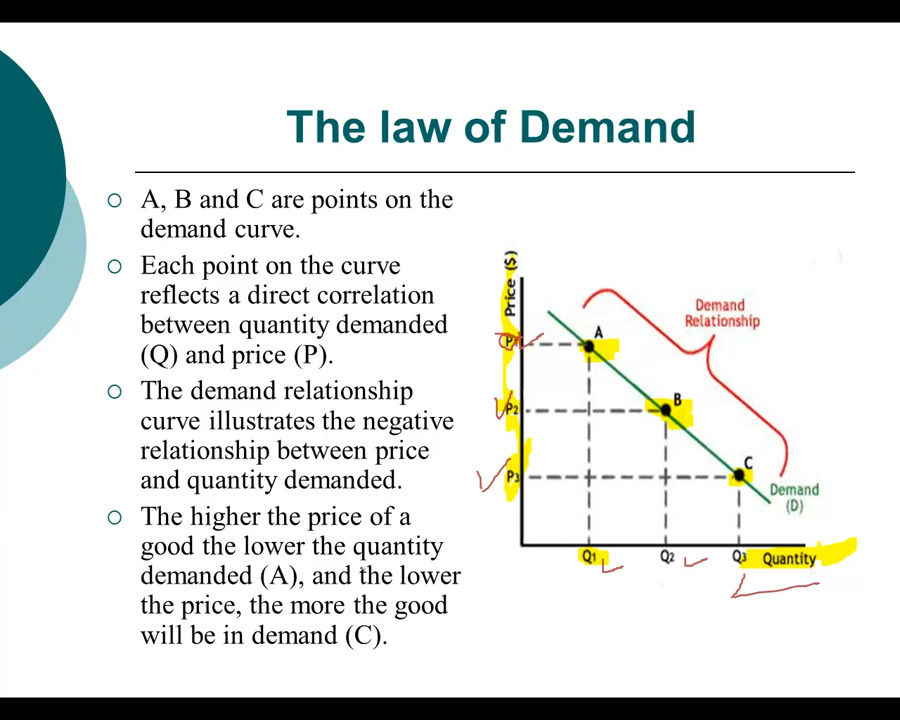 The law of Demand
A, B and C are points on the
demand curve.
Each point on the curve
reflects a direct correlation
between quantity demanded
(Q) and price (P).
The demand relationship
curve illustrates the negative
relationship between price
and quantity demanded.
The higher the price of a
good the lower the quantity
demanded (A), and the lower
the price, the more the good
will be in demand (C).
Price ($)
Demand
Relationship
A
P1
B
P2
C
P3
Demand
(D)
Q1
Q2
Q3
Quantity